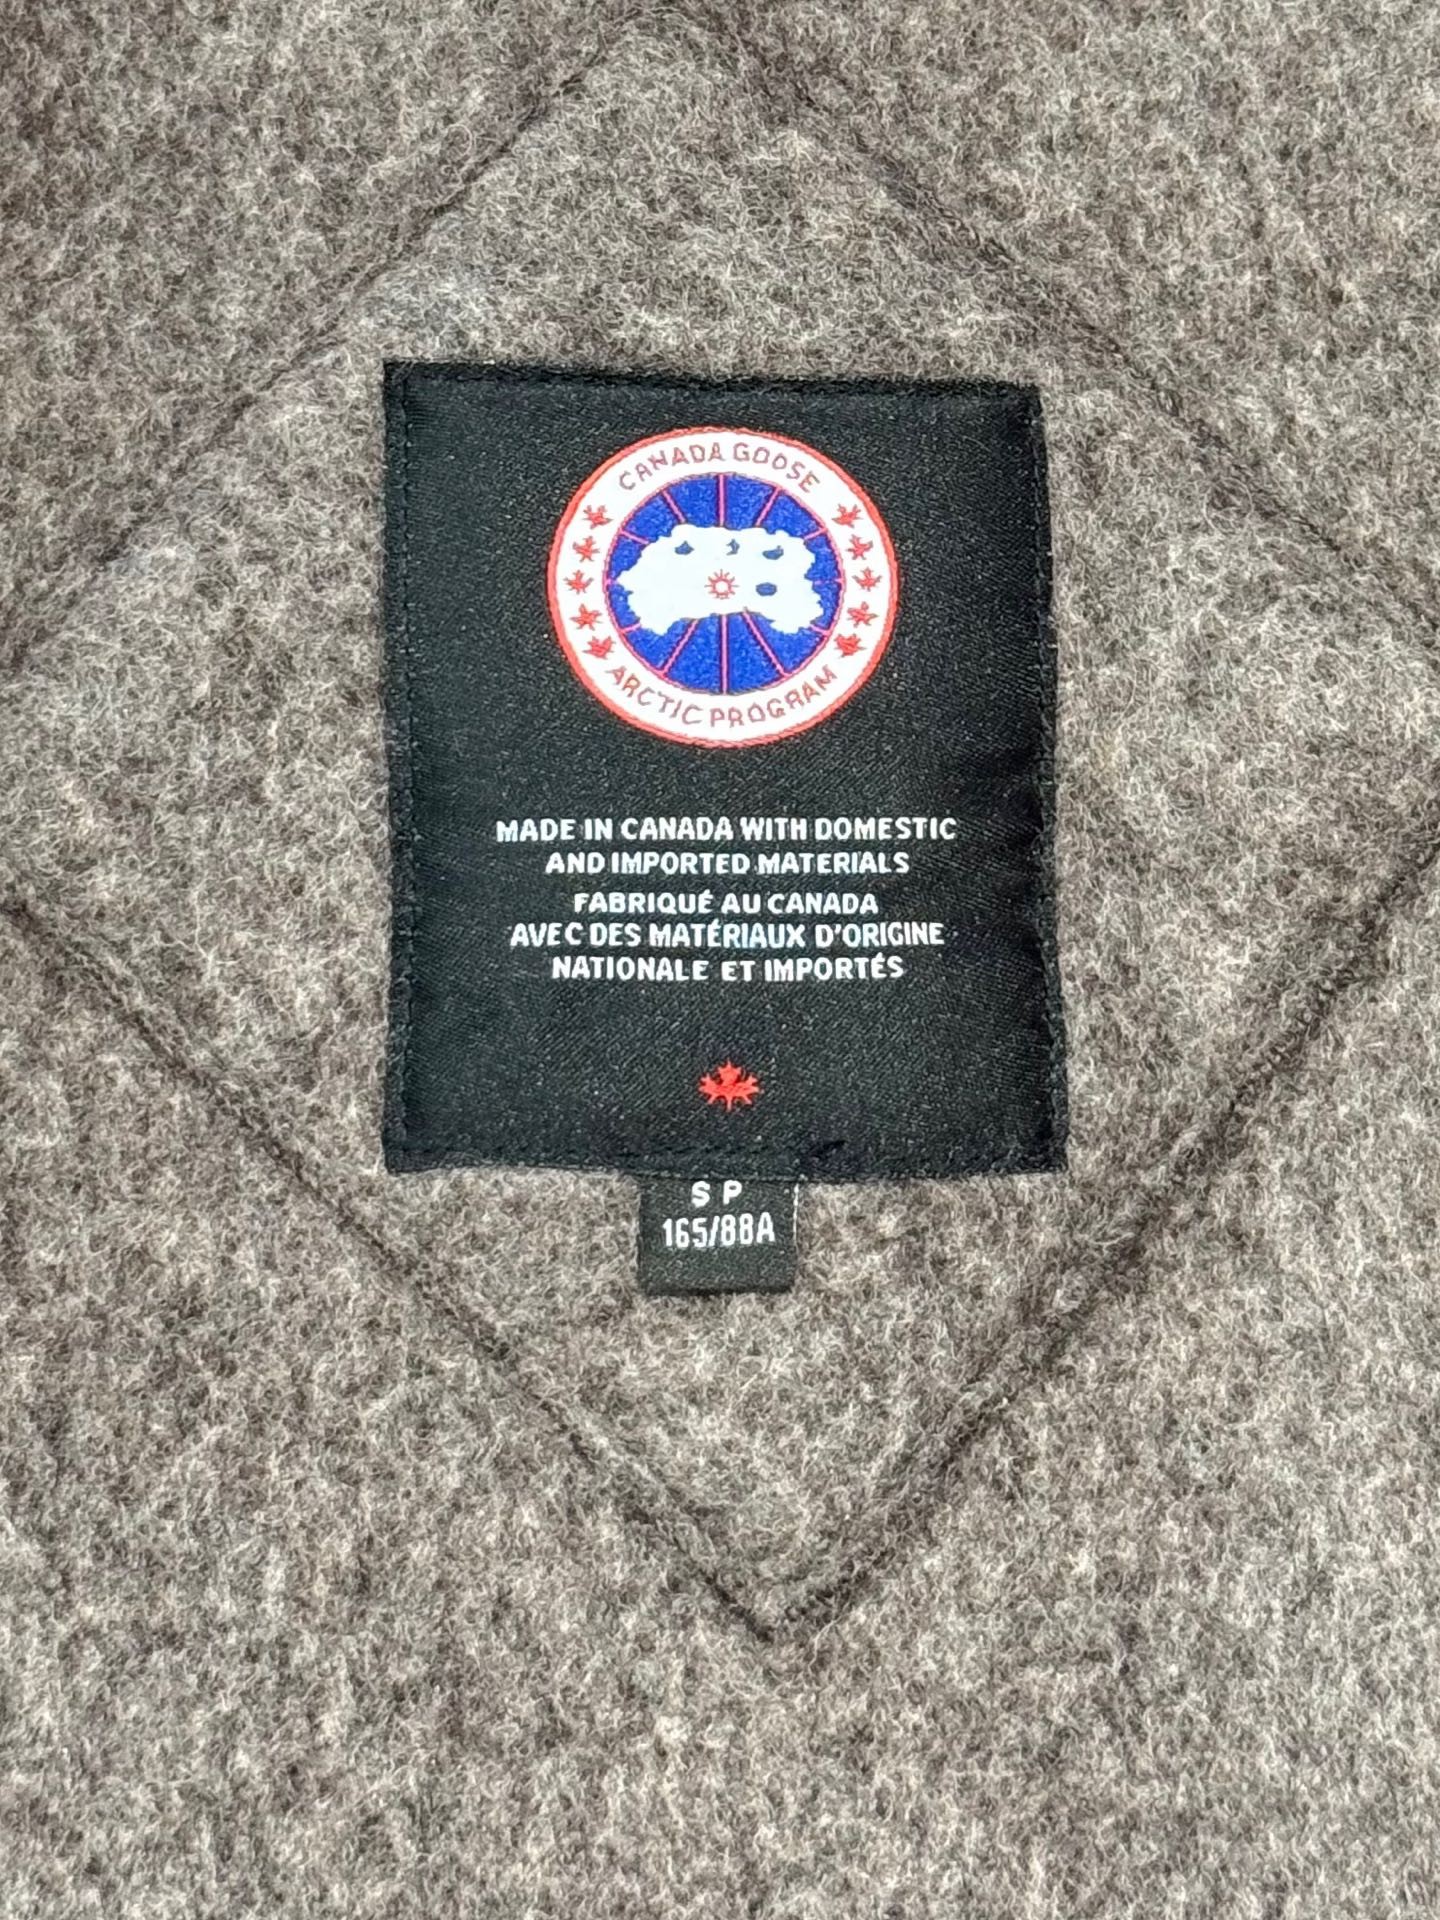 CANADA GOOSE
ARCTIC PROGRAM
MADE IN CANADA WITH DOMESTIC
AND IMPORTED MATERIALS
FABRIQUÉ AU CANADA
AVEC DES MATÉRIAUX D'ORIGINE
NATIONALE ET IMPORTÉS
S P
165/88A